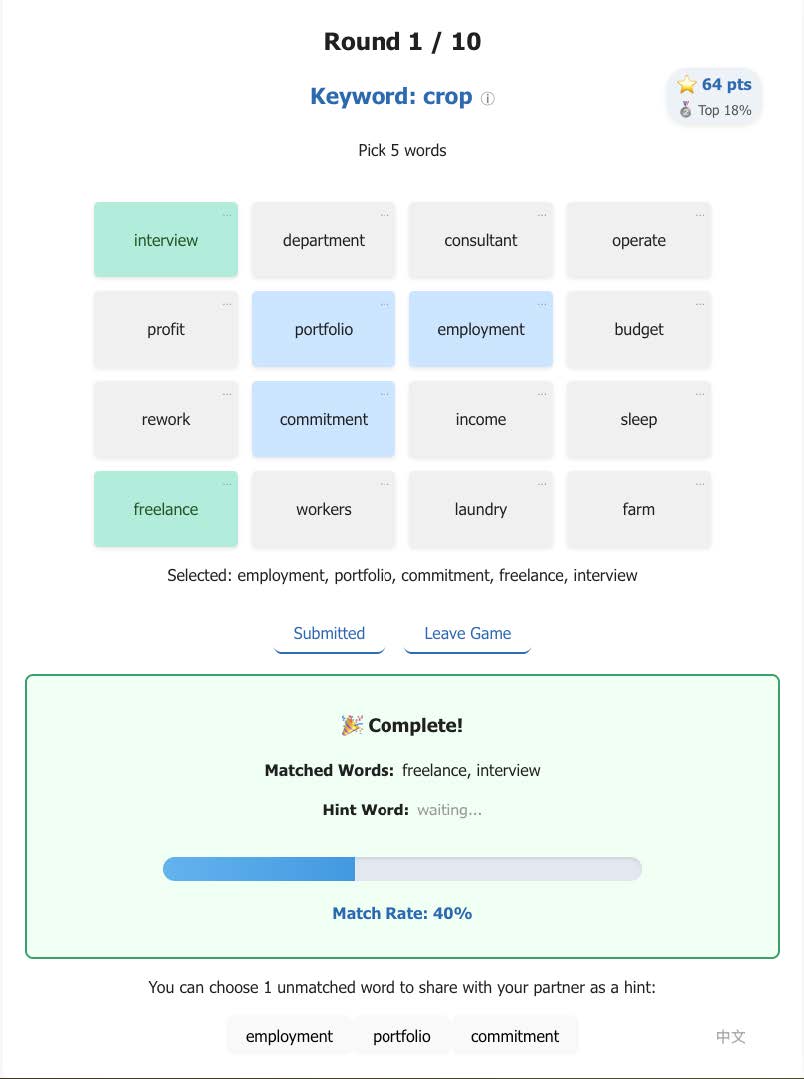 Round 1 / 10
Keyword: crop ⓘ
⭐ 64 pts
🥈 Top 18%
Pick 5 words
... ... ... ...
interview department consultant operate
... ... ... ...
profit portfolio employment budget
... ... ... ...
rework commitment income sleep
... ... ... ...
freelance workers laundry farm
Selected: employment, portfolio, commitment, freelance, interview
Submitted Leave Game
🎉 Complete!
Matched Words: freelance, interview
Hint Word: waiting...
Match Rate: 40%
You can choose 1 unmatched word to share with your partner as a hint:
employment portfolio commitment 中文